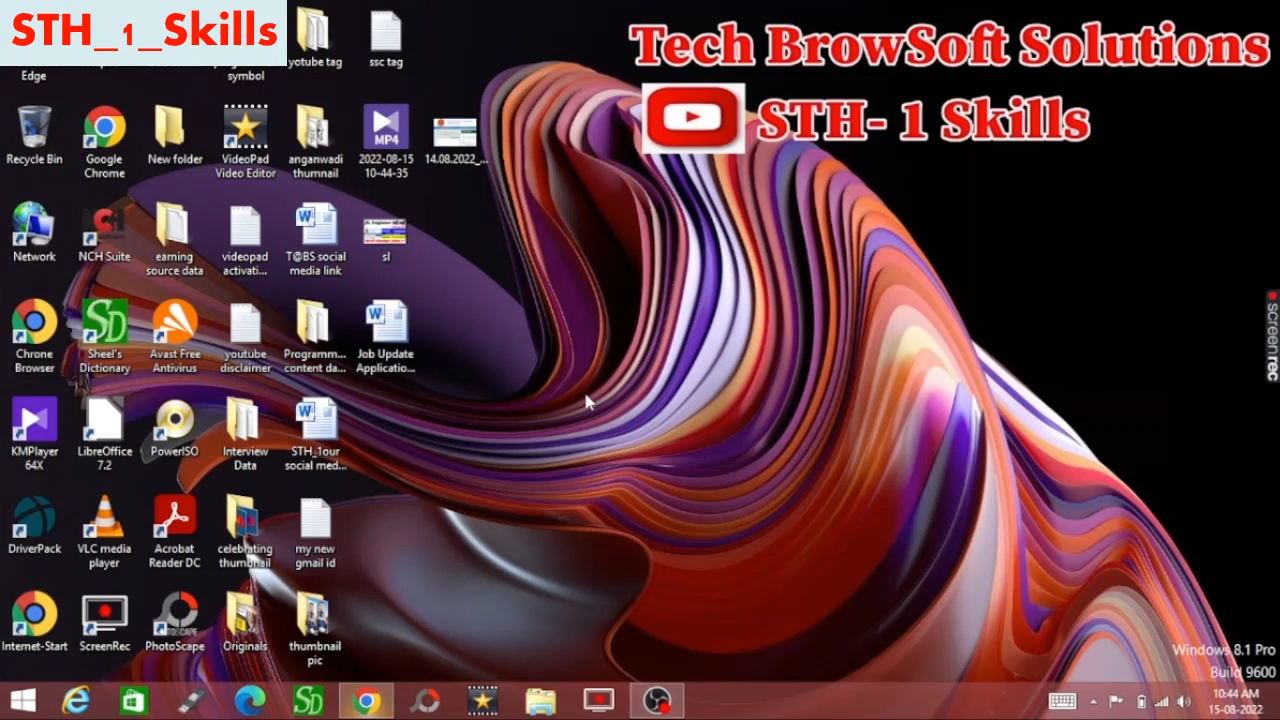 STH_1_Skills
Tech BrowSoft Solutions
STH- 1 Skills
Edge
symbol
yotube tag
ssc tag
Recycle Bin
Google Chrome
New folder
VideoPad Video Editor
anganwadi thumnail
MP4
2022-08-15 10-44-35
14.08.2022_...
Network
NCH Suite
earning source data
videopad activati...
T@BS social media link
sl
Chrone Browser
SD
Sheel's Dictionary
Avast Free Antivirus
youtube disclaimer
Programm... content da...
Job Update Applicatio...
KMPlayer 64X
LibreOffice 7.2
PowerISO
Interview Data
STH_1our social med...
DriverPack
VLC media player
Acrobat Reader DC
celebrating thumbnail
my new gmail id
Internet-Start
ScreenRec
PhotoScape
Originals
thumbnail pic
screenrec
Windows 8.1 Pro
Build 9600
SD
10:44 AM
15-08-2022